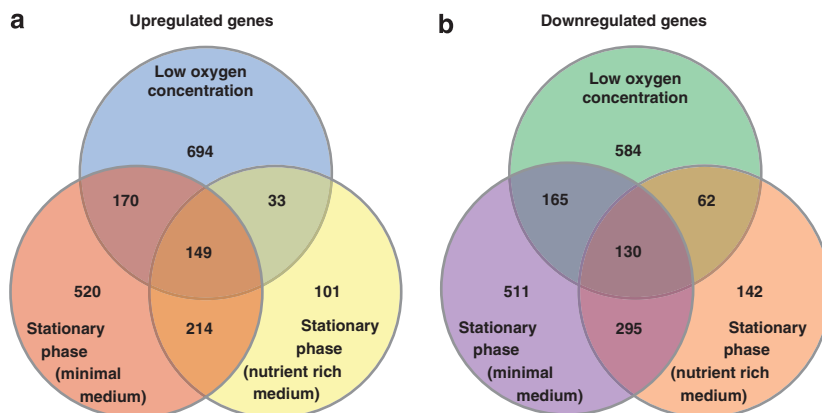 a
Upregulated genes
Low oxygen
concentration
694
170
33
149
520
101
214
Stationary
phase
(minimal
medium)
Stationary
phase
(nutrient rich
medium)
b
Downregulated genes
Low oxygen
concentration
584
165
62
130
511
142
295
Stationary
phase
(minimal
medium)
Stationary
phase
(nutrient rich
medium)